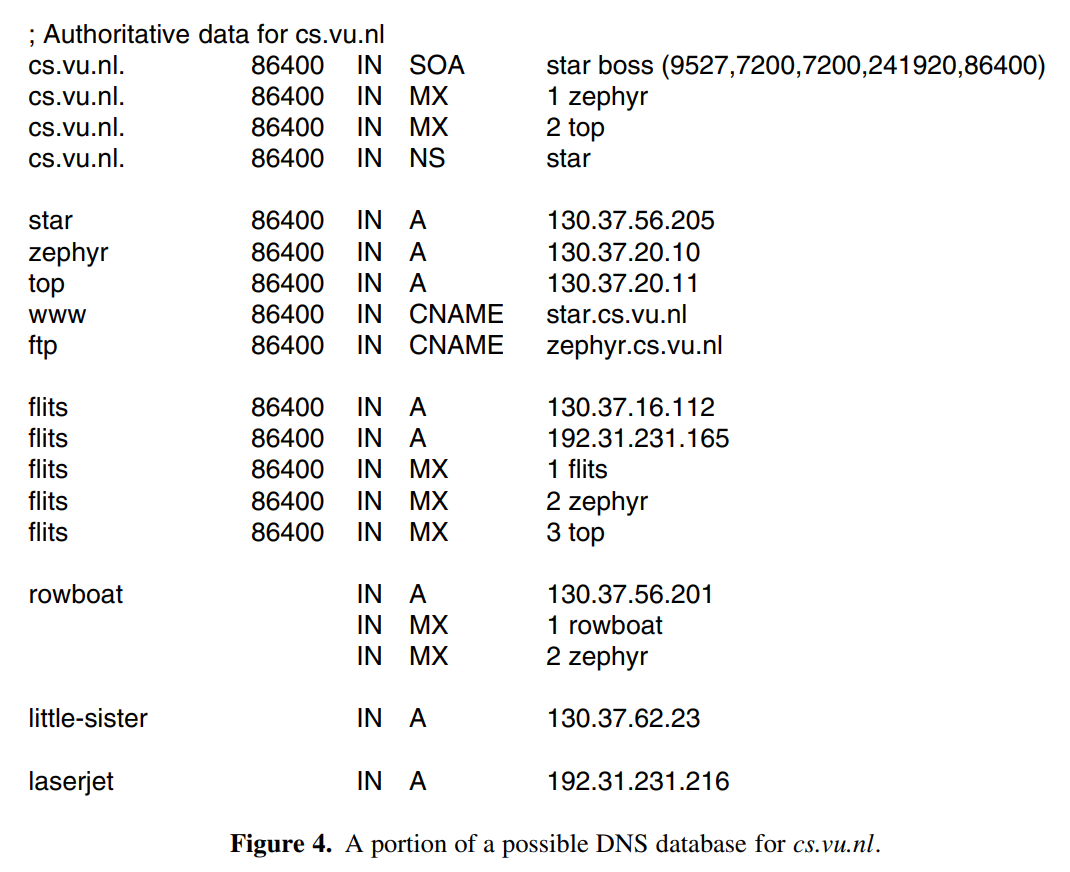 ; Authoritative data for cs.vu.nl
cs.vu.nl. 86400 IN SOA star boss (9527,7200,7200,241920,86400)
cs.vu.nl. 86400 IN MX 1 zephyr
cs.vu.nl. 86400 IN MX 2 top
cs.vu.nl. 86400 IN NS star
star 86400 IN A 130.37.56.205
zephyr 86400 IN A 130.37.20.10
top 86400 IN A 130.37.20.11
www 86400 IN CNAME star.cs.vu.nl
ftp 86400 IN CNAME zephyr.cs.vu.nl
flits 86400 IN A 130.37.16.112
flits 86400 IN A 192.31.231.165
flits 86400 IN MX 1 flits
flits 86400 IN MX 2 zephyr
flits 86400 IN MX 3 top
rowboat IN A 130.37.56.201
IN MX 1 rowboat
IN MX 2 zephyr
little-sister IN A 130.37.62.23
laserjet IN A 192.31.231.216
Figure 4. A portion of a possible DNS database for cs.vu.nl.